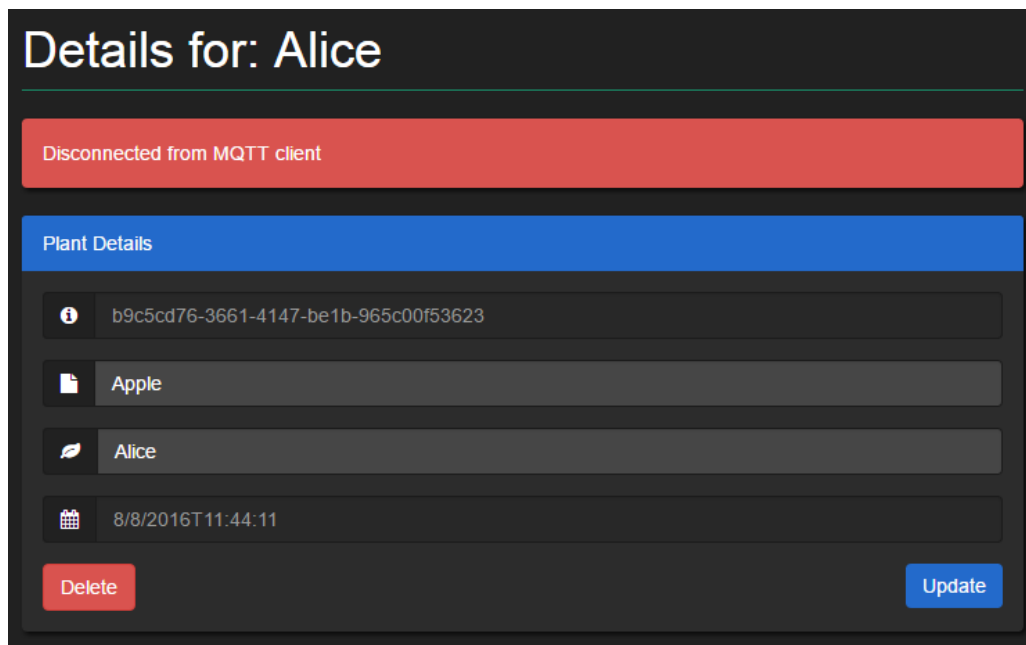 Details for: Alice
Disconnected from MQTT client
Plant Details
b9c5cd76-3661-4147-be1b-965c00f53623
Apple
Alice
8/8/2016T11:44:11
Delete
Update